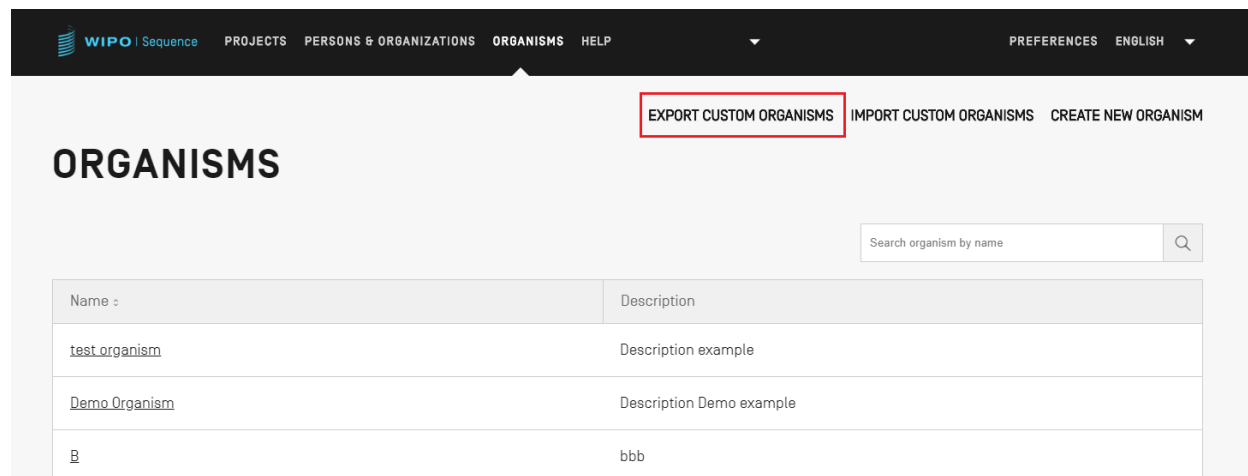 WIPO | Sequence PROJECTS PERSONS & ORGANIZATIONS ORGANISMS HELP PREFERENCES ENGLISH
EXPORT CUSTOM ORGANISMS IMPORT CUSTOM ORGANISMS CREATE NEW ORGANISM
ORGANISMS
Search organism by name
Name Description
test organism Description example
Demo Organism Description Demo example
B bbb